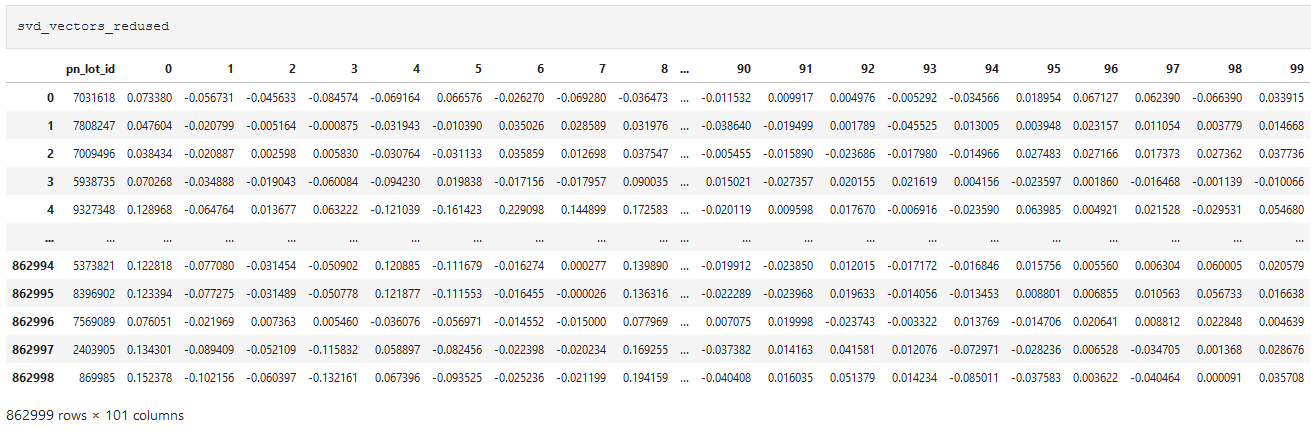 svd_vectors_redused
pn_lot_id 0 1 2 3 4 5 6 7 8 ... 90 91 92 93 94 95 96 97 98 99
0 7031618 0.073380 -0.056731 -0.045633 -0.084574 -0.069164 0.066576 -0.026270 -0.069280 -0.036473 ... -0.011532 0.009917 0.004976 -0.005292 -0.034566 0.018954 0.067127 0.062390 -0.066390 0.033915
1 7808247 0.047604 -0.020799 -0.005164 -0.000875 -0.031943 -0.010390 0.035026 0.028589 0.031976 ... -0.038640 -0.019499 0.001789 -0.045525 0.013005 0.003948 0.023157 0.011054 0.003779 0.014668
2 7009496 0.038434 -0.020887 0.002598 0.005830 -0.030764 -0.031133 0.035859 0.012698 0.037547 ... -0.005455 -0.015890 -0.023686 -0.017980 -0.014966 0.027483 0.027166 0.017373 0.027362 0.037736
3 5938735 0.070268 -0.034888 -0.019043 -0.060084 -0.094230 0.019838 -0.017156 -0.017957 0.090035 ... 0.015021 -0.027357 0.020155 0.021619 0.004156 -0.023597 0.001860 -0.016468 -0.001139 -0.010066
4 9327348 0.128968 -0.064764 0.013677 0.063222 -0.121039 -0.161423 0.229098 0.144899 0.172583 ... -0.020119 0.009598 0.017670 -0.006916 -0.023590 0.063985 0.004921 0.021528 -0.029531 0.054680
... ... ... ... ... ... ... ... ... ... ... ... ... ... ... ... ... ... ... ... ... ... ...
862994 5373821 0.122818 -0.077080 -0.031454 -0.050902 0.120885 -0.111679 -0.016274 0.000277 0.139890 ... -0.019912 -0.023850 0.012015 -0.017172 -0.016846 0.015756 0.005560 0.006304 0.060005 0.020579
862995 8396902 0.123394 -0.077275 -0.031489 -0.050778 0.121877 -0.111553 -0.016455 -0.000026 0.136316 ... -0.022289 -0.023968 0.019633 -0.014056 -0.013453 0.008801 0.006855 0.010563 0.056733 0.016638
862996 7569089 0.076051 -0.021969 0.007363 0.005460 -0.036076 -0.056971 -0.014552 -0.015000 0.077969 ... 0.007075 0.019998 -0.023743 -0.003322 0.013769 -0.014706 0.020641 0.008812 0.022848 0.004639
862997 2403905 0.134301 -0.089409 -0.052109 -0.115832 0.058897 -0.082456 -0.022398 -0.020234 0.169255 ... -0.037382 0.014163 0.041581 0.012076 -0.072971 -0.028236 0.006528 -0.034705 0.001368 0.028676
862998 869985 0.152378 -0.102156 -0.060397 -0.132161 0.067396 -0.093525 -0.025236 -0.021199 0.194159 ... -0.040408 0.016035 0.051379 0.014234 -0.085011 -0.037583 0.003622 -0.040464 0.000091 0.035708
862999 rows × 101 columns